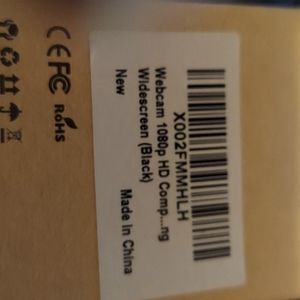 X002FMMHLH
Webcam 1080p HD Comp...ng
Widescreen (Black)
New
Made in China
CE FC RoHS